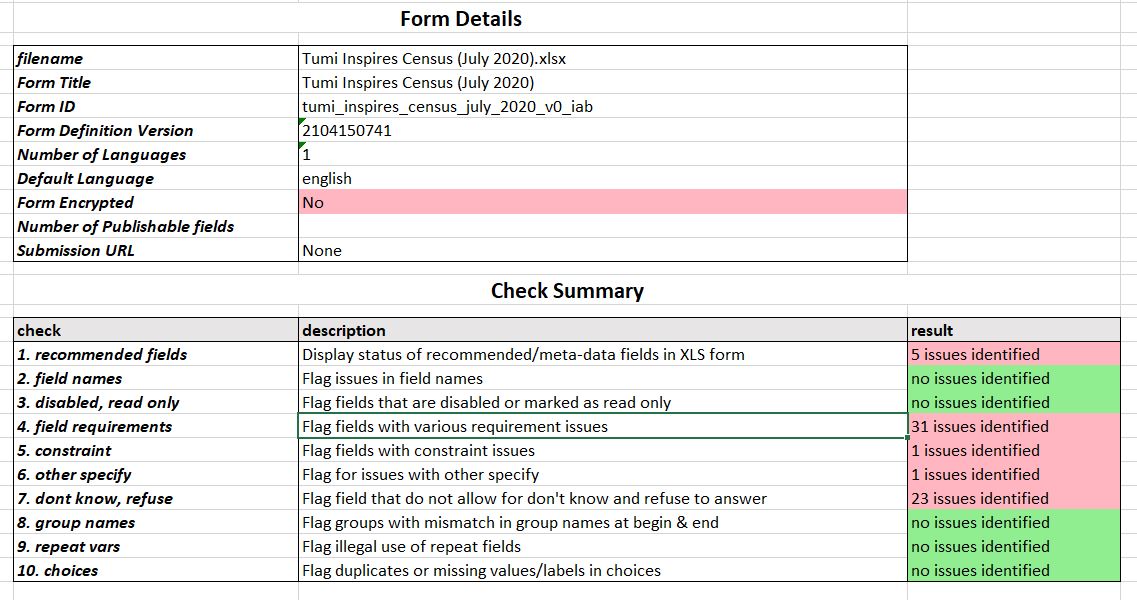 Form Details
filename Tumi Inspires Census (July 2020).xlsx
Form Title Tumi Inspires Census (July 2020)
Form ID tumi_inspires_census_july_2020_v0_iab
Form Definition Version 2104150741
Number of Languages 1
Default Language english
Form Encrypted No
Number of Publishable fields
Submission URL None
Check Summary
check description result
1. recommended fields Display status of recommended/meta-data fields in XLS form 5 issues identified
2. field names Flag issues in field names no issues identified
3. disabled, read only Flag fields that are disabled or marked as read only no issues identified
4. field requirements Flag fields with various requirement issues 31 issues identified
5. constraint Flag fields with constraint issues 1 issues identified
6. other specify Flag for issues with other specify 1 issues identified
7. dont know, refuse Flag field that do not allow for don't know and refuse to answer 23 issues identified
8. group names Flag groups with mismatch in group names at begin & end no issues identified
9. repeat vars Flag illegal use of repeat fields no issues identified
10. choices Flag duplicates or missing values/labels in choices no issues identified